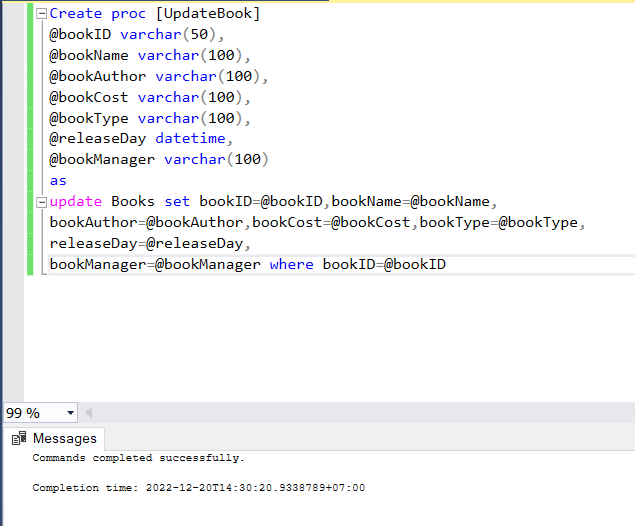 Create proc [UpdateBook]
@bookID varchar(50),
@bookName varchar(100),
@bookAuthor varchar(100),
@bookCost varchar(100),
@bookType varchar(100),
@releaseDay datetime,
@bookManager varchar(100)
as
update Books set bookID=@bookID,bookName=@bookName,
bookAuthor=@bookAuthor,bookCost=@bookCost,bookType=@bookType,
releaseDay=@releaseDay,
bookManager=@bookManager where bookID=@bookID
99 %
Messages
Commands completed successfully.
Completion time: 2022-12-20T14:30:20.9338789+07:00